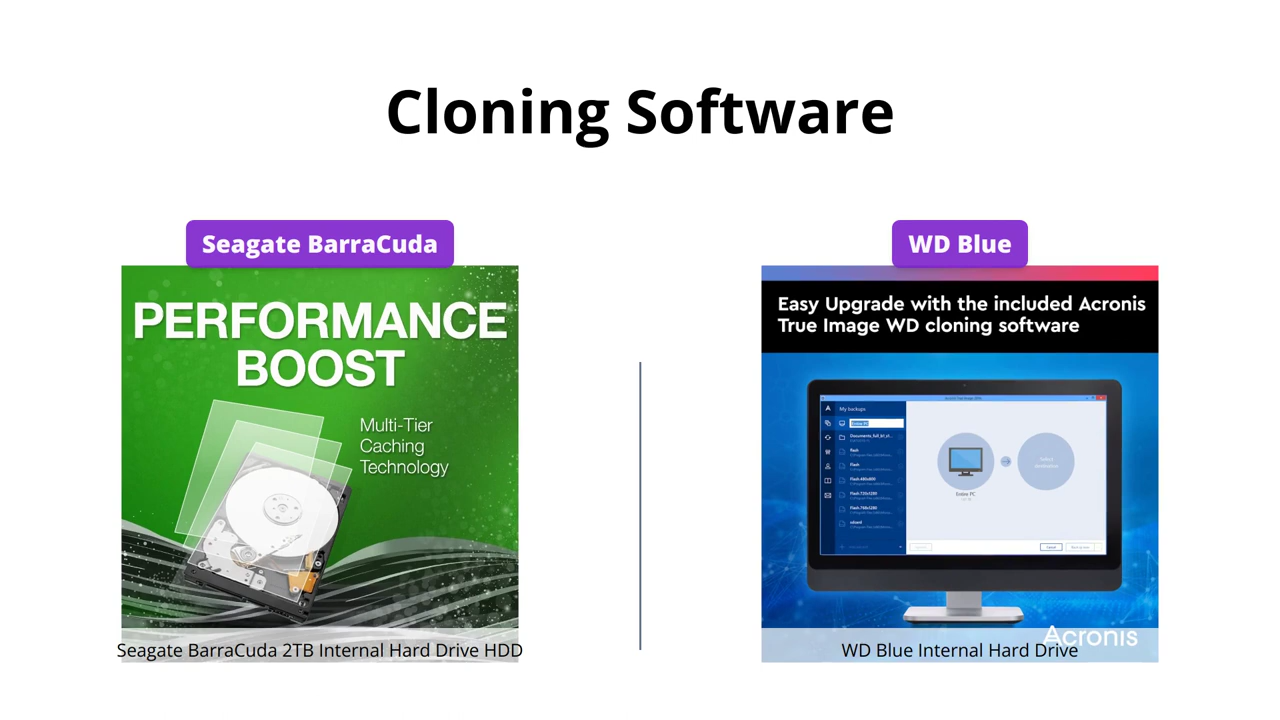 Cloning Software
Seagate BarraCuda
PERFORMANCE
BOOST
Multi-Tier
Caching
Technology
Seagate BarraCuda 2TB Internal Hard Drive HDD
WD Blue
Easy Upgrade with the included Acronis
True Image WD cloning software
My backups
Entire PC
Acronis
WD Blue Internal Hard Drive